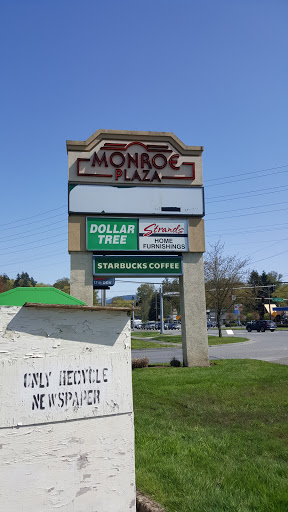 MONROE
PLAZA
DOLLAR
TREE
Strands
HOME
FURNISHINGS
STARBUCKS COFFEE
ONLY RECYCLE
NEWSPAPER